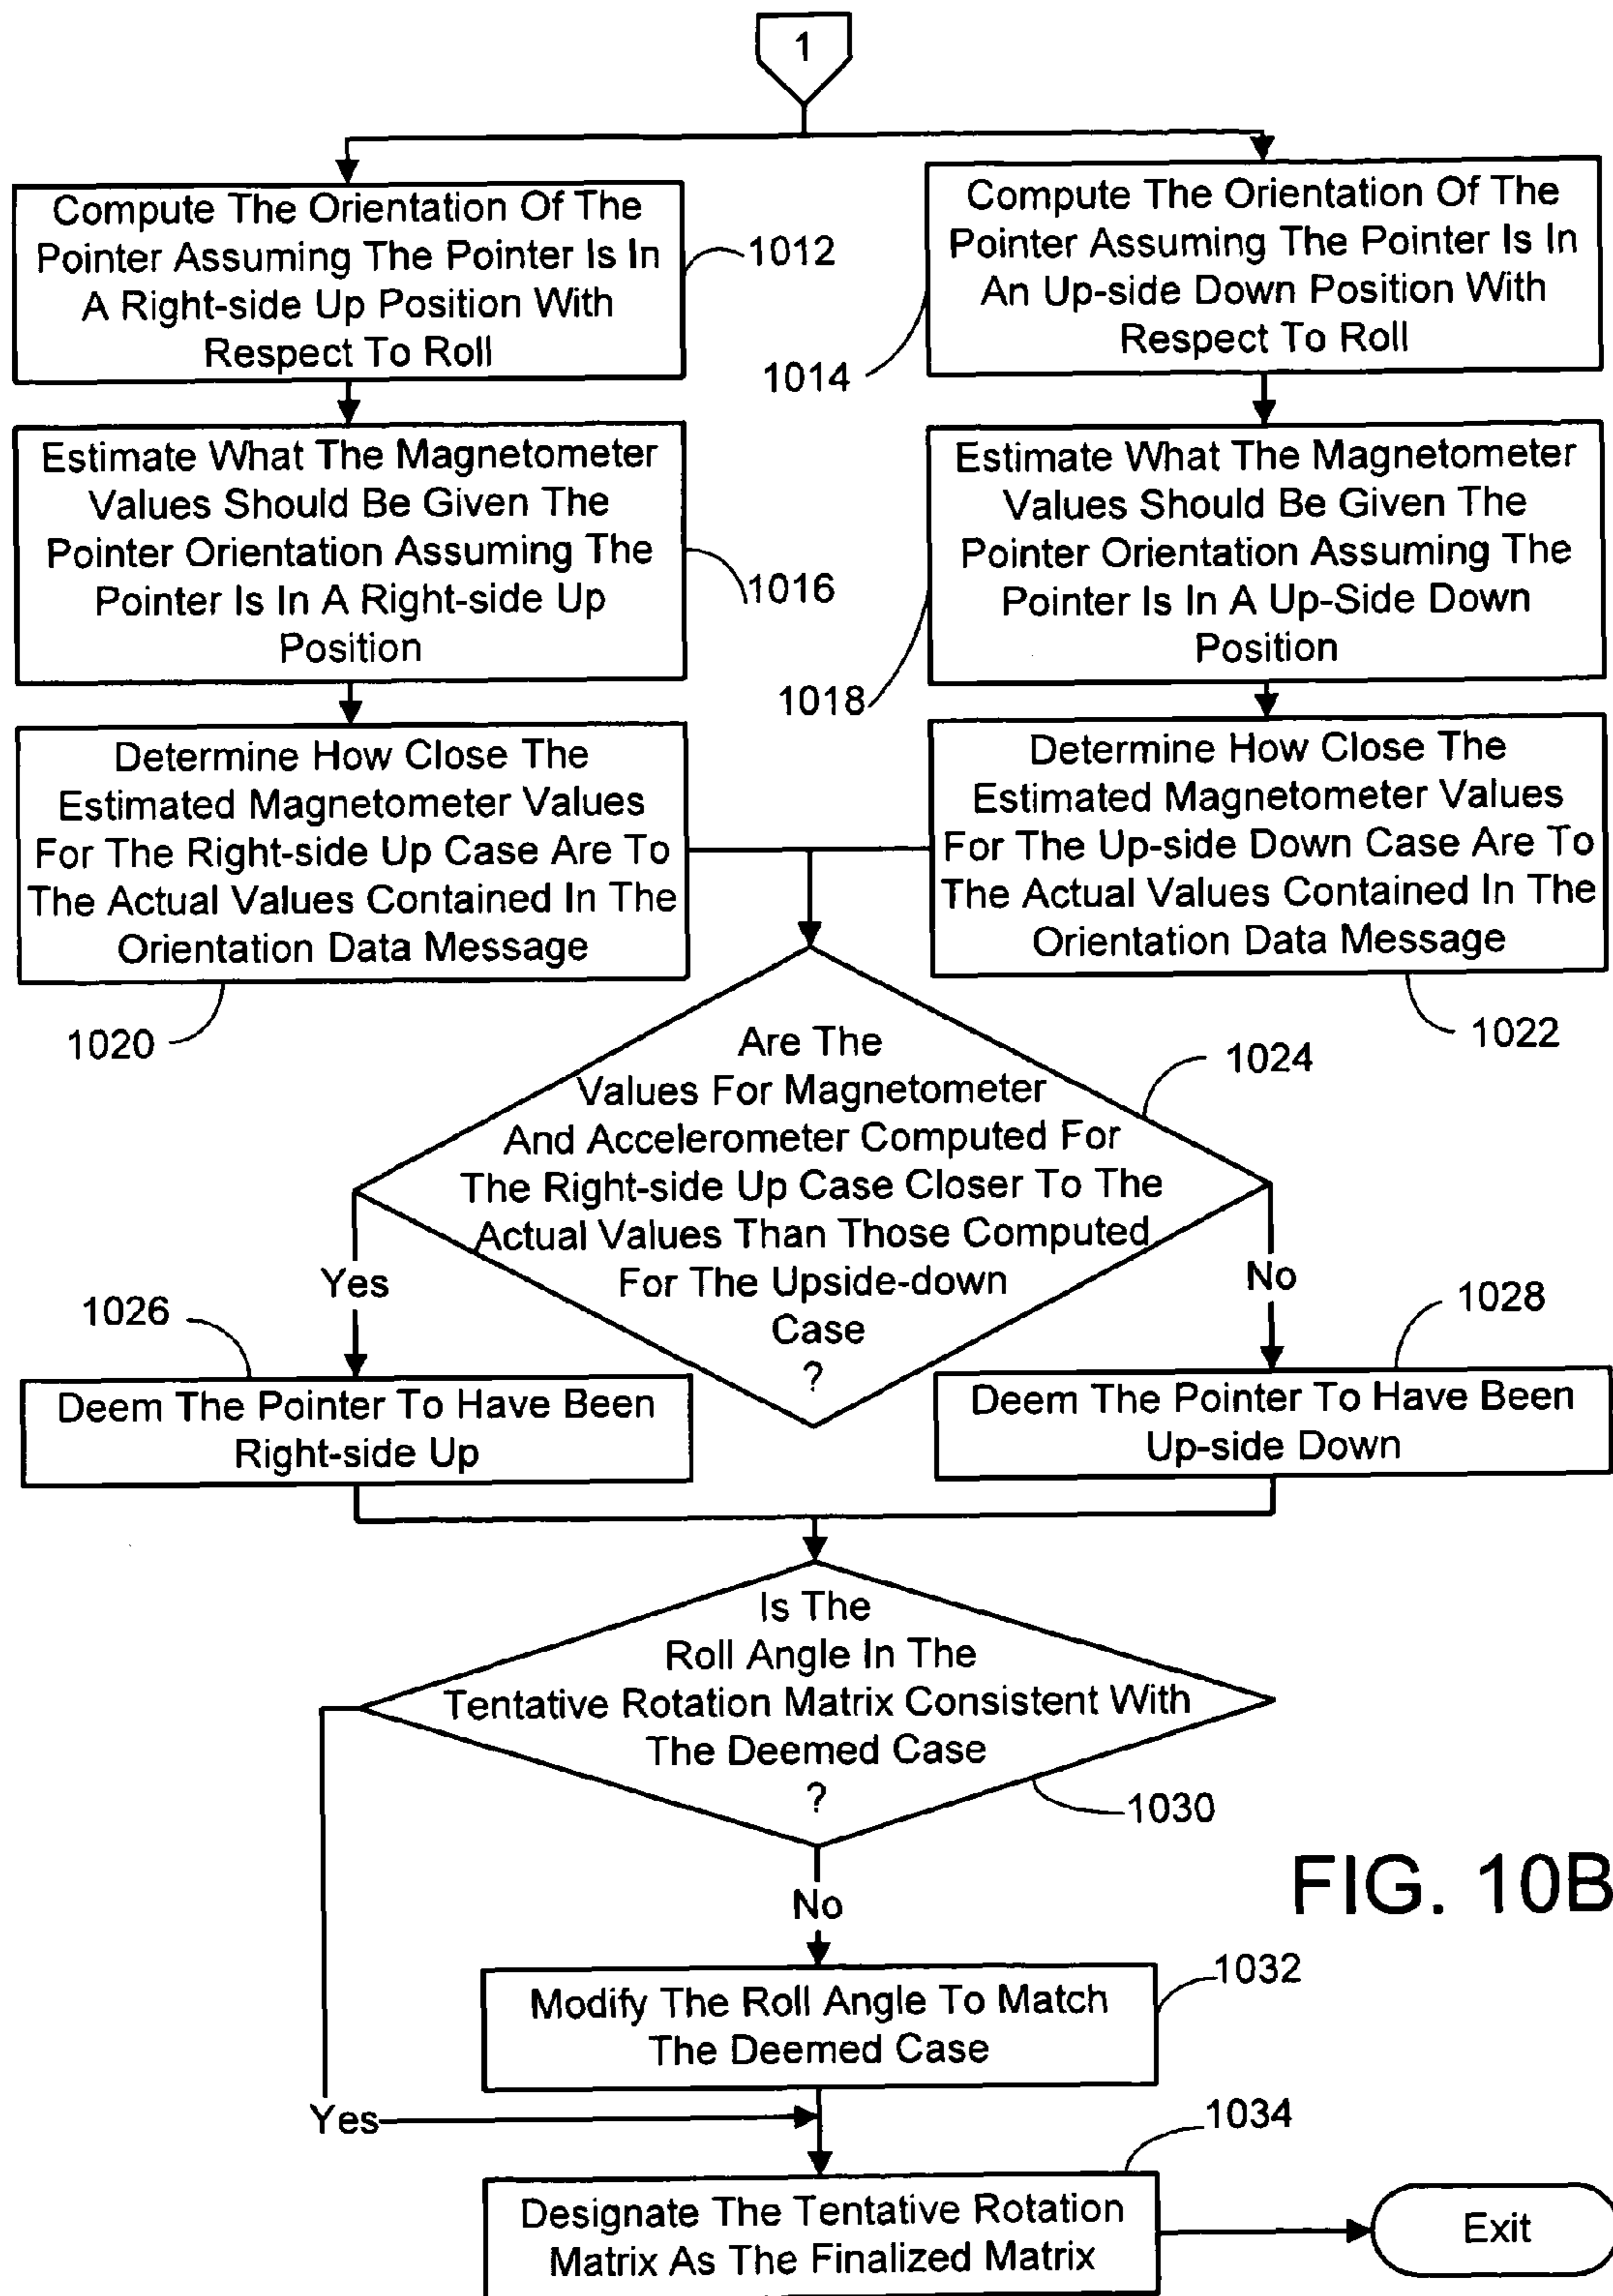 1
Compute The Orientation Of The
Pointer Assuming The Pointer Is In
A Right-side Up Position With
Respect To Roll
1012
Compute The Orientation Of The
Pointer Assuming The Pointer Is In
An Up-side Down Position With
Respect To Roll
1014
Estimate What The Magnetometer
Values Should Be Given The
Pointer Orientation Assuming The
Pointer Is In A Right-side Up
Position
1016
Estimate What The Magnetometer
Values Should Be Given The
Pointer Orientation Assuming The
Pointer Is In A Up-Side Down
Position
1018
Determine How Close The
Estimated Magnetometer Values
For The Right-side Up Case Are To
The Actual Values Contained In The
Orientation Data Message
1020
Determine How Close The
Estimated Magnetometer Values
For The Up-side Down Case Are To
The Actual Values Contained In The
Orientation Data Message
1022
Are The
Values For Magnetometer
And Accelerometer Computed For
The Right-side Up Case Closer To The
Actual Values Than Those Computed
For The Upside-down
Case
?
1024
Yes
No
1026
1028
Deem The Pointer To Have Been
Right-side Up
Deem The Pointer To Have Been
Up-side Down
Is The
Roll Angle In The
Tentative Rotation Matrix Consistent With
The Deemed Case
?
1030
No
FIG. 10B
1032
Modify The Roll Angle To Match
The Deemed Case
Yes
1034
Designate The Tentative Rotation
Matrix As The Finalized Matrix
Exit